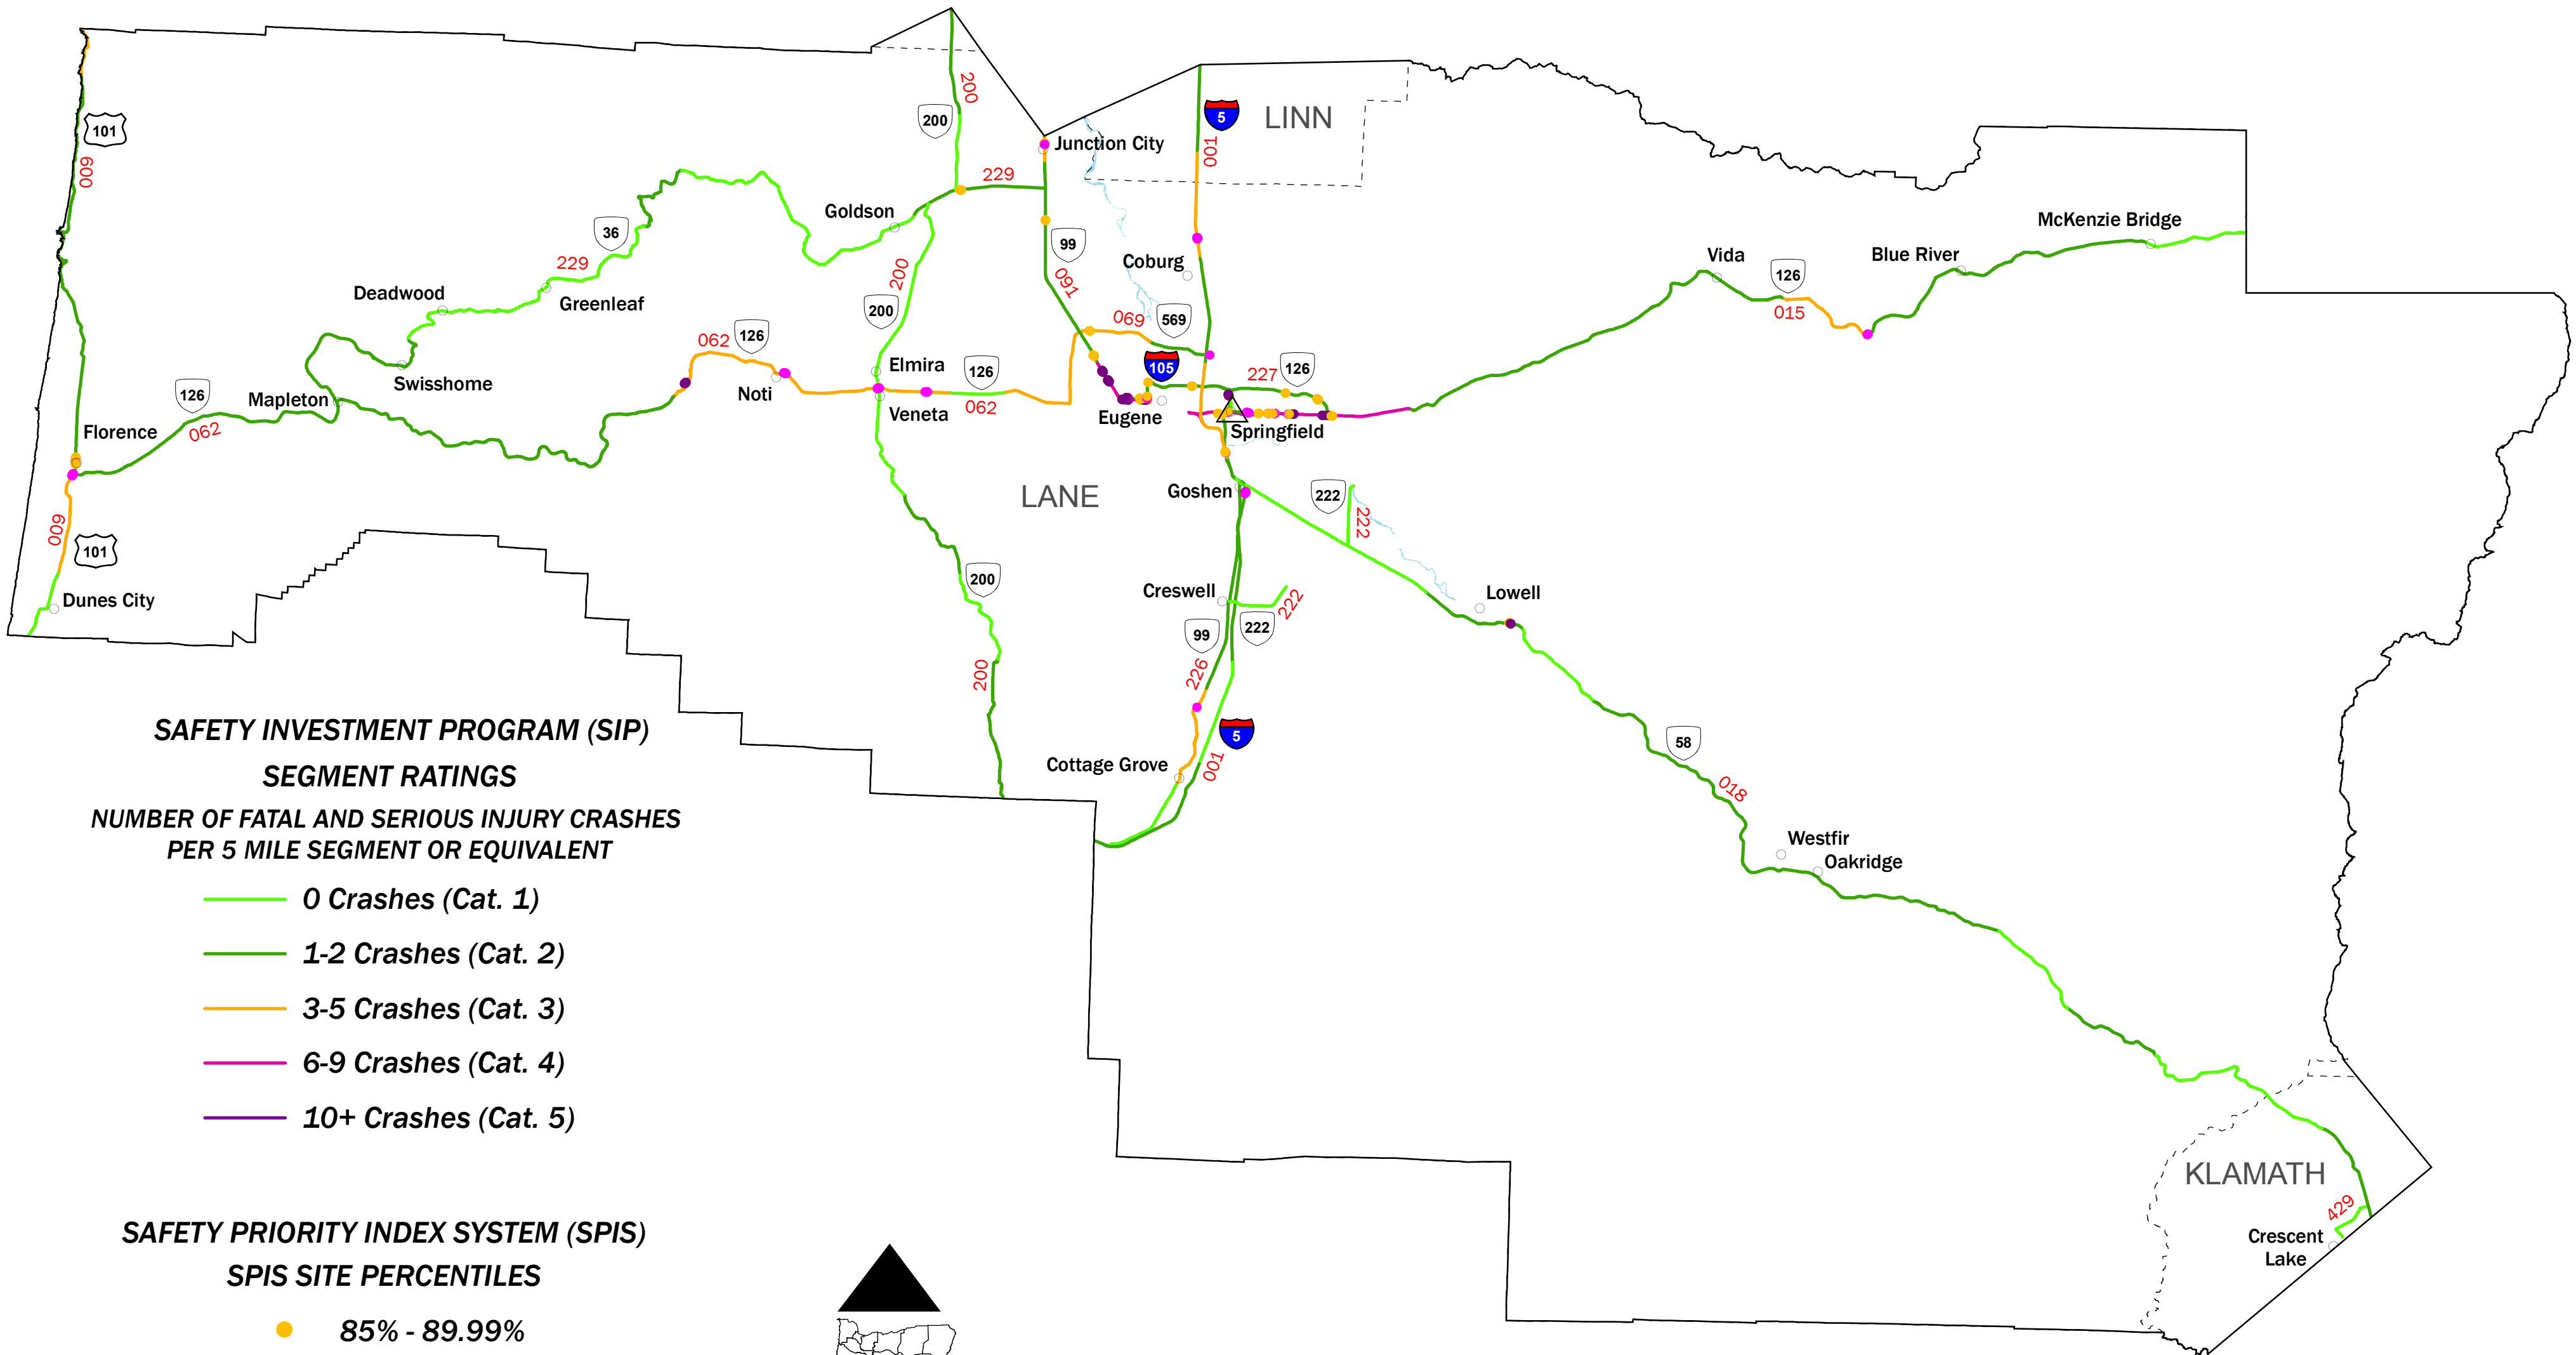 200
101
200
5
LINN
001
Junction City
009
229
McKenzie Bridge
Goldson
36
99
Coburg
Vida
Blue River
126
229
200
091
Deadwood
Greenleaf
015
200
069
569
062
126
Elmira
105
227
126
126
Swisshome
Noti
126
Mapleton
Veneta
062
Eugene
Florence
062
Springfield
LANE
Goshen
222
222
009
101
200
Creswell
Lowell
Dunes City
222
99
222
226
200
SAFETY INVESTMENT PROGRAM (SIP)
5
58
SEGMENT RATINGS
Cottage Grove
001
018
NUMBER OF FATAL AND SERIOUS INJURY CRASHES
PER 5 MILE SEGMENT OR EQUIVALENT
Westfir
Oakridge
0 Crashes (Cat. 1)
1-2 Crashes (Cat. 2)
3-5 Crashes (Cat. 3)
6-9 Crashes (Cat. 4)
10+ Crashes (Cat. 5)
KLAMATH
429
SAFETY PRIORITY INDEX SYSTEM (SPIS)
Crescent
Lake
SPIS SITE PERCENTILES
85% - 89.99%